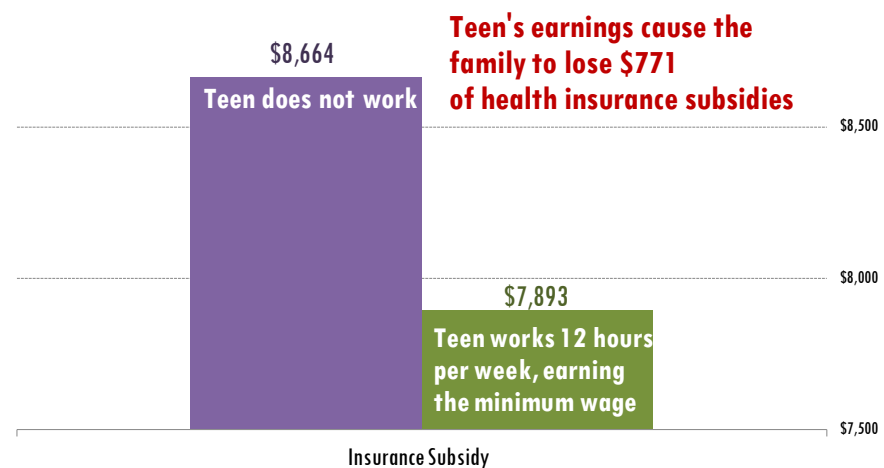 Teen's earnings cause the
family to lose $771
of health insurance subsidies
$8,664
Teen does not work
$8,500
$8,000
$7,893
Teen works 12 hours
per week, earning
the minimum wage
$7,500
Insurance Subsidy